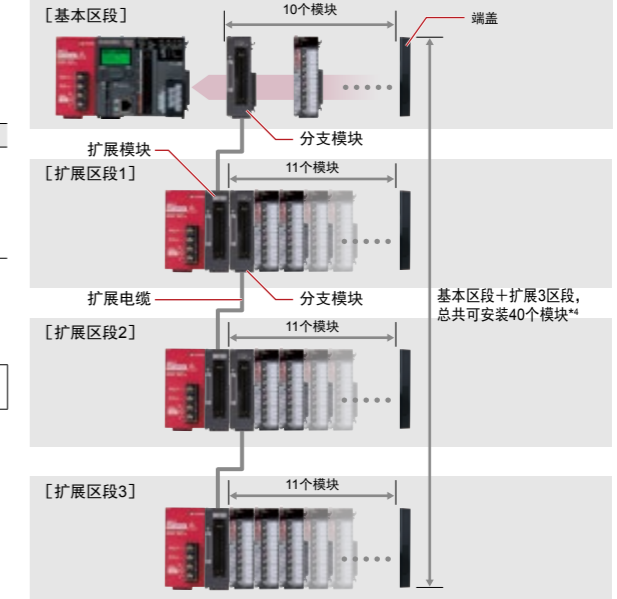 [基本区段]
10个模块
端盖
分支模块
扩展模块
[扩展区段1]
11个模块
扩展电缆
分支模块
基本区段＋扩展3区段，
总共可安装40个模块*4
[扩展区段2]
11个模块
[扩展区段3]
11个模块